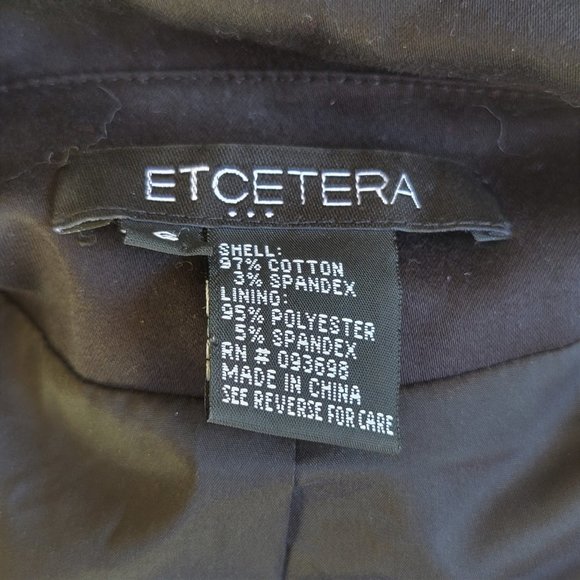 ETCETERA
6
SHELL:
97% COTTON
3% SPANDEX
LINING:
95% POLYESTER
5% SPANDEX
RN # 093698
MADE IN CHINA
SEE REVERSE FOR CARE